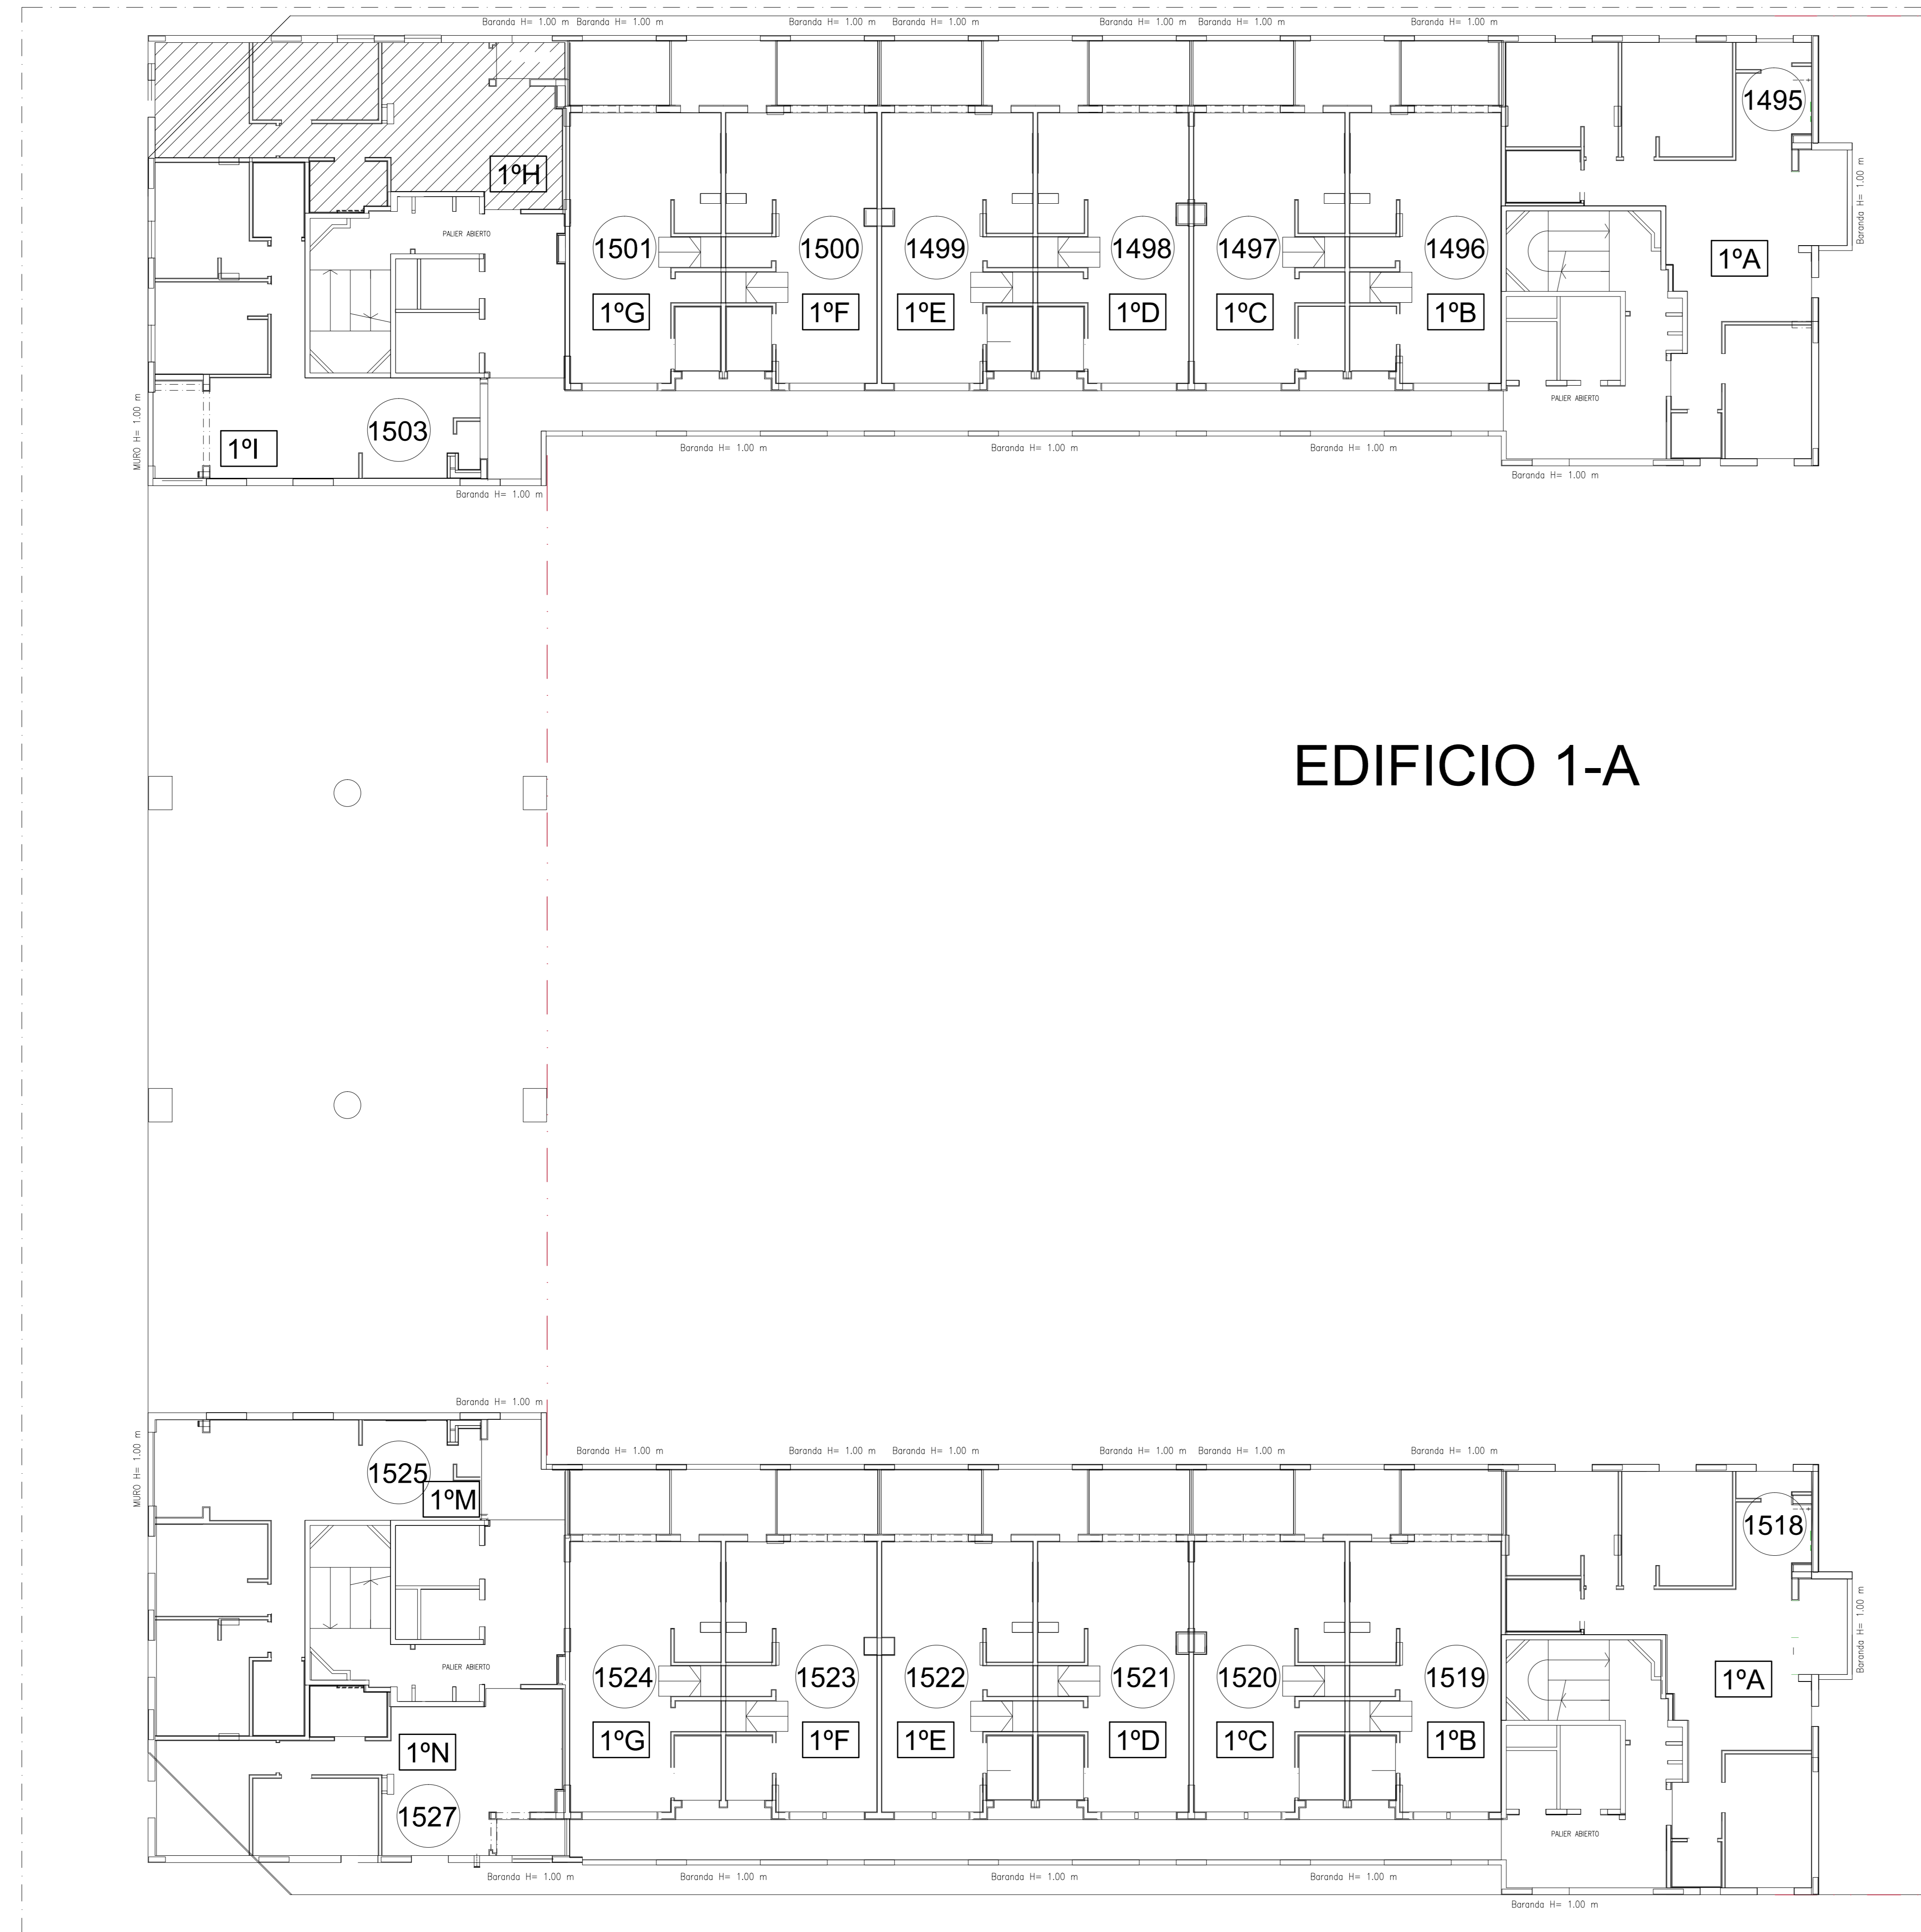 Baranda H= 1.00 m Baranda H= 1.00 m Baranda H= 1.00 m Baranda H= 1.00 m Baranda H= 1.00 m Baranda H= 1.00 m Baranda H= 1.00 m
1495
1ºH
Baranda H= 1.00 m
PALIER ABIERTO
1501 1500 1499 1498 1497 1496
1ºA
1ºG 1ºF 1ºE 1ºD 1ºC 1ºB
PALIER ABIERTO
MURO H= 1.00 m
1503
1ºI
Baranda H= 1.00 m Baranda H= 1.00 m Baranda H= 1.00 m
Baranda H= 1.00 m
Baranda H= 1.00 m
EDIFICIO 1-A
Baranda H= 1.00 m
Baranda H= 1.00 m Baranda H= 1.00 m Baranda H= 1.00 m Baranda H= 1.00 m Baranda H= 1.00 m Baranda H= 1.00 m
MURO H= 1.00 m
1525
1ºM
1518
Baranda H= 1.00 m
PALIER ABIERTO
1524 1523 1522 1521 1520 1519
1ºA
1ºN
1ºG 1ºF 1ºE 1ºD 1ºC 1ºB
1527
PALIER ABIERTO
Baranda H= 1.00 m Baranda H= 1.00 m Baranda H= 1.00 m Baranda H= 1.00 m
Baranda H= 1.00 m